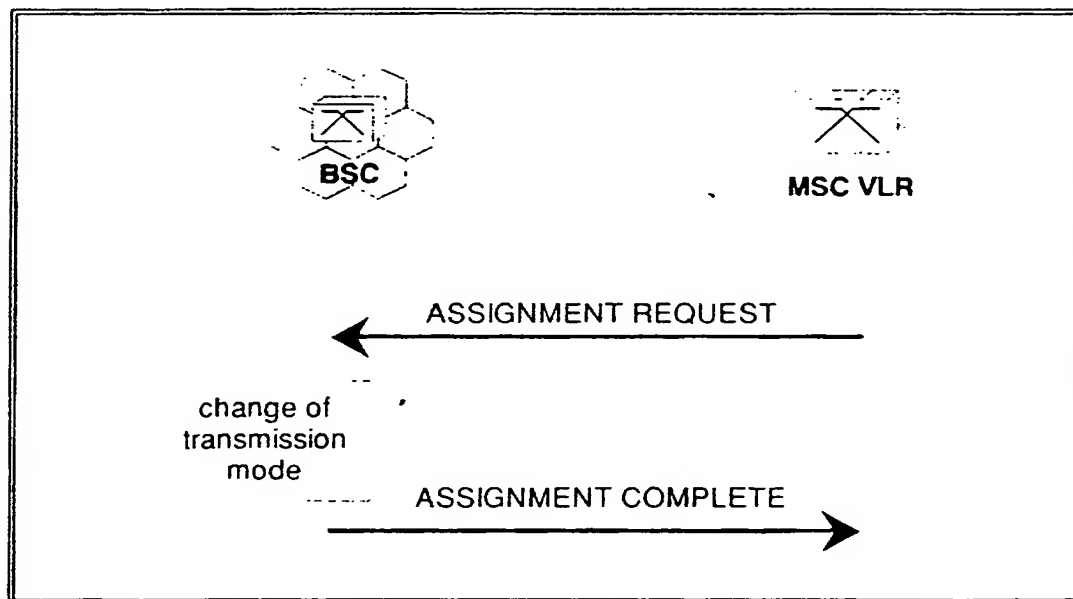 BSC
MSC VLR
ASSIGNMENT REQUEST
change of
transmission
mode
ASSIGNMENT COMPLETE